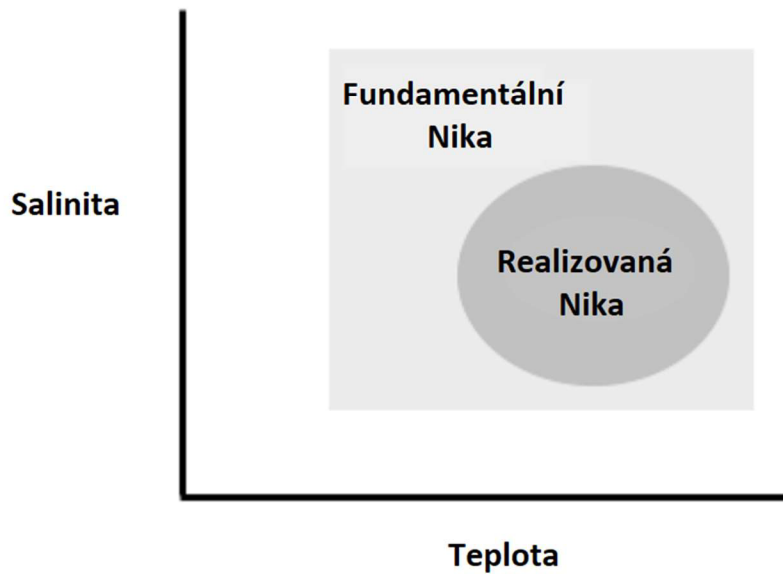 Fundamentální
Nika
Salinita
Realizovaná
Nika
Teplota